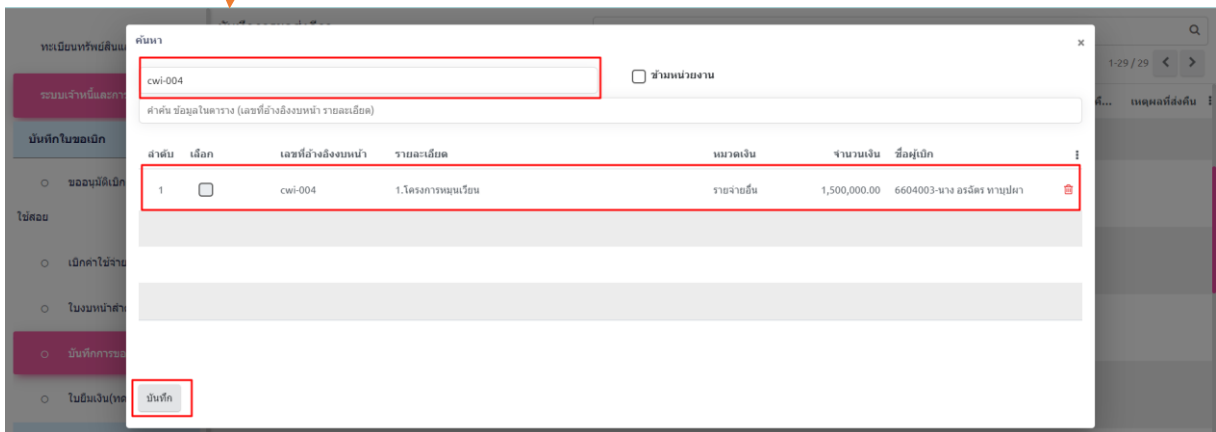 ค้นหา
×
cwi-004
ข้ามหน่วยงาน
คำค้น ข้อมูลในตาราง (เลขที่อ้างอิงงบหน้า รายละเอียด)
ลำดับ เลือก เลขที่อ้างอิงงบหน้า รายละเอียด หมวดเงิน จำนวนเงิน ชื่อผู้เบิก
1 cwi-004 1.โครงการหมุนเวียน รายจ่ายอื่น 1,500,000.00 6604003-นาง อรฉัตร ทาบุปผา
บันทึก
ทะเบียนทรัพย์สินแ
ระบบเจ้าหนี้และกา
บันทึกใบขอเบิก
ขออนุมัติเบิก
ใช้สอย
เบิกค่าใช้จ่าย
ใบงบหน้าสำ
บันทึกการขอ
ใบยืมเงิน(ทด
1-29 / 29
เหตุผลที่ส่งคืน